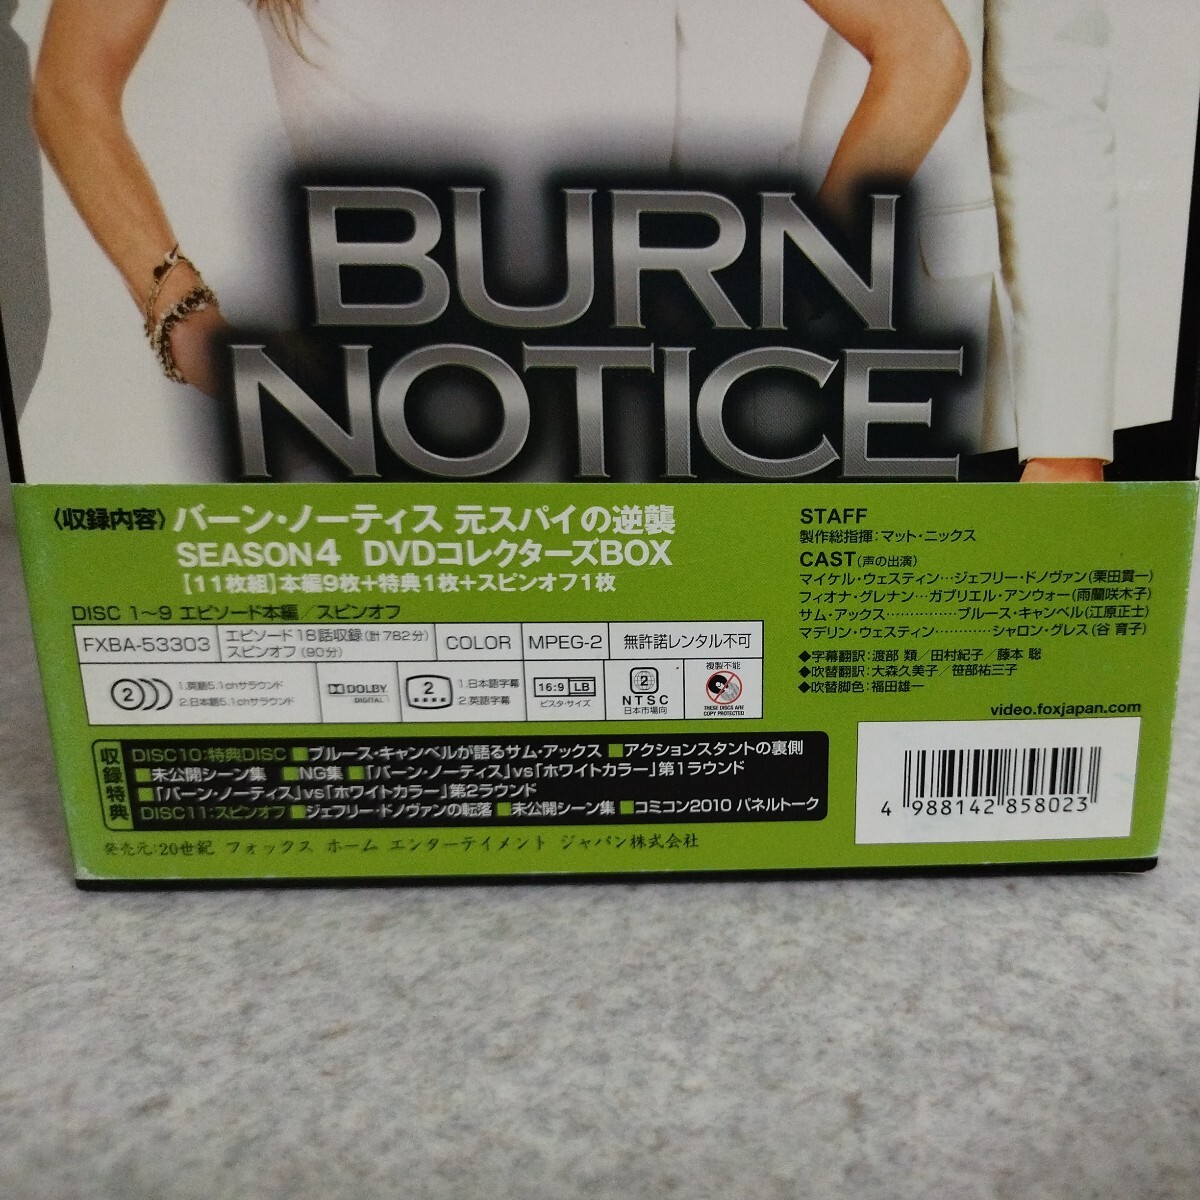 BURN
NOTICE
〈収録内容〉バーン・ノーティス 元スパイの逆襲
SEASON4 DVDコレクターズBOX
【11枚組】本編9枚+特典1枚+スピンオフ1枚
DISC 1～9 エピソード本編／スピンオフ
FXBA-53303
エピソード18話収録(計782分)
スピンオフ(90分)
COLOR
MPEG-2
無許諾レンタル不可
2
1.英語5.1chサラウンド
2.日本語5.1chサラウンド
DOLBY
DIGITAL
2
1.日本語字幕
2.英語字幕
16:9 LB
ビスタ・サイズ
2
NTSC
日本市場向
複製不能
THESE DISCS ARE
COPY PROTECTED
収録特典
DISC10:特典DISC ■ブルース・キャンベルが語るサム・アックス ■アクションスタントの裏側
■未公開シーン集 ■NG集 ■「バーン・ノーティス」vs「ホワイトカラー」第1ラウンド
■「バーン・ノーティス」vs「ホワイトカラー」第2ラウンド
DISC11:スピンオフ ■ジェフリー・ドノヴァンの転落 ■未公開シーン集 ■コミコン2010 パネルトーク
発売元:20世紀 フォックス ホーム エンターテイメント ジャパン株式会社
STAFF
製作総指揮:マット・ニックス
CAST(声の出演)
マイケル・ウェスティン…ジェフリー・ドノヴァン(栗田貫一)
フィオナ・グレナン…ガブリエル・アンウォー(雨蘭咲木子)
サム・アックス……………ブルース・キャンベル(江原正士)
マデリン・ウェスティン…………シャロン・グレス(谷 育子)
◆字幕翻訳:渡部 類／田村紀子／藤本 聡
◆吹替翻訳:大森久美子／笹部祐三子
◆吹替脚色:福田雄一
video.foxjapan.com
4 988142 858023